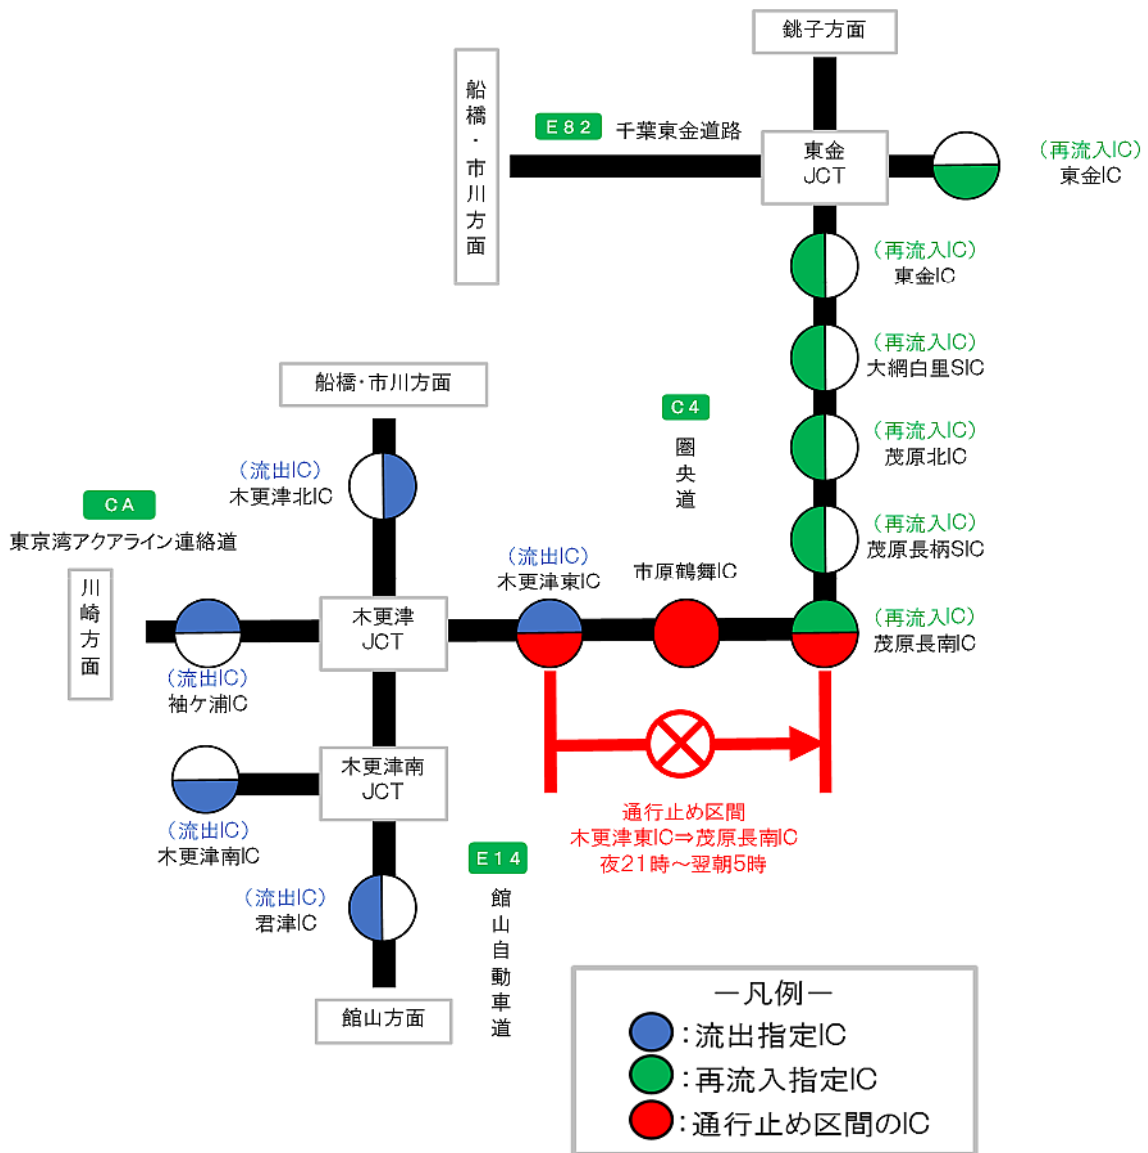 銚子方面
船橋・市川方面
E82
千葉東金道路
東金
JCT
(再流入IC)
東金IC
(再流入IC)
東金IC
(再流入IC)
大網白里SIC
船橋・市川方面
C4
圏央道
(再流入IC)
茂原北IC
(流出IC)
木更津北IC
CA
東京湾アクアライン連絡道
(再流入IC)
茂原長柄SIC
川崎方面
(流出IC)
木更津東IC
市原鶴舞IC
木更津
JCT
(再流入IC)
茂原長南IC
(流出IC)
袖ケ浦IC
木更津南
JCT
(流出IC)
木更津南IC
通行止め区間
木更津東IC⇒茂原長南IC
夜21時～翌朝5時
E14
館山自動車道
(流出IC)
君津IC
館山方面
－凡例－
：流出指定IC
：再流入指定IC
：通行止め区間のIC